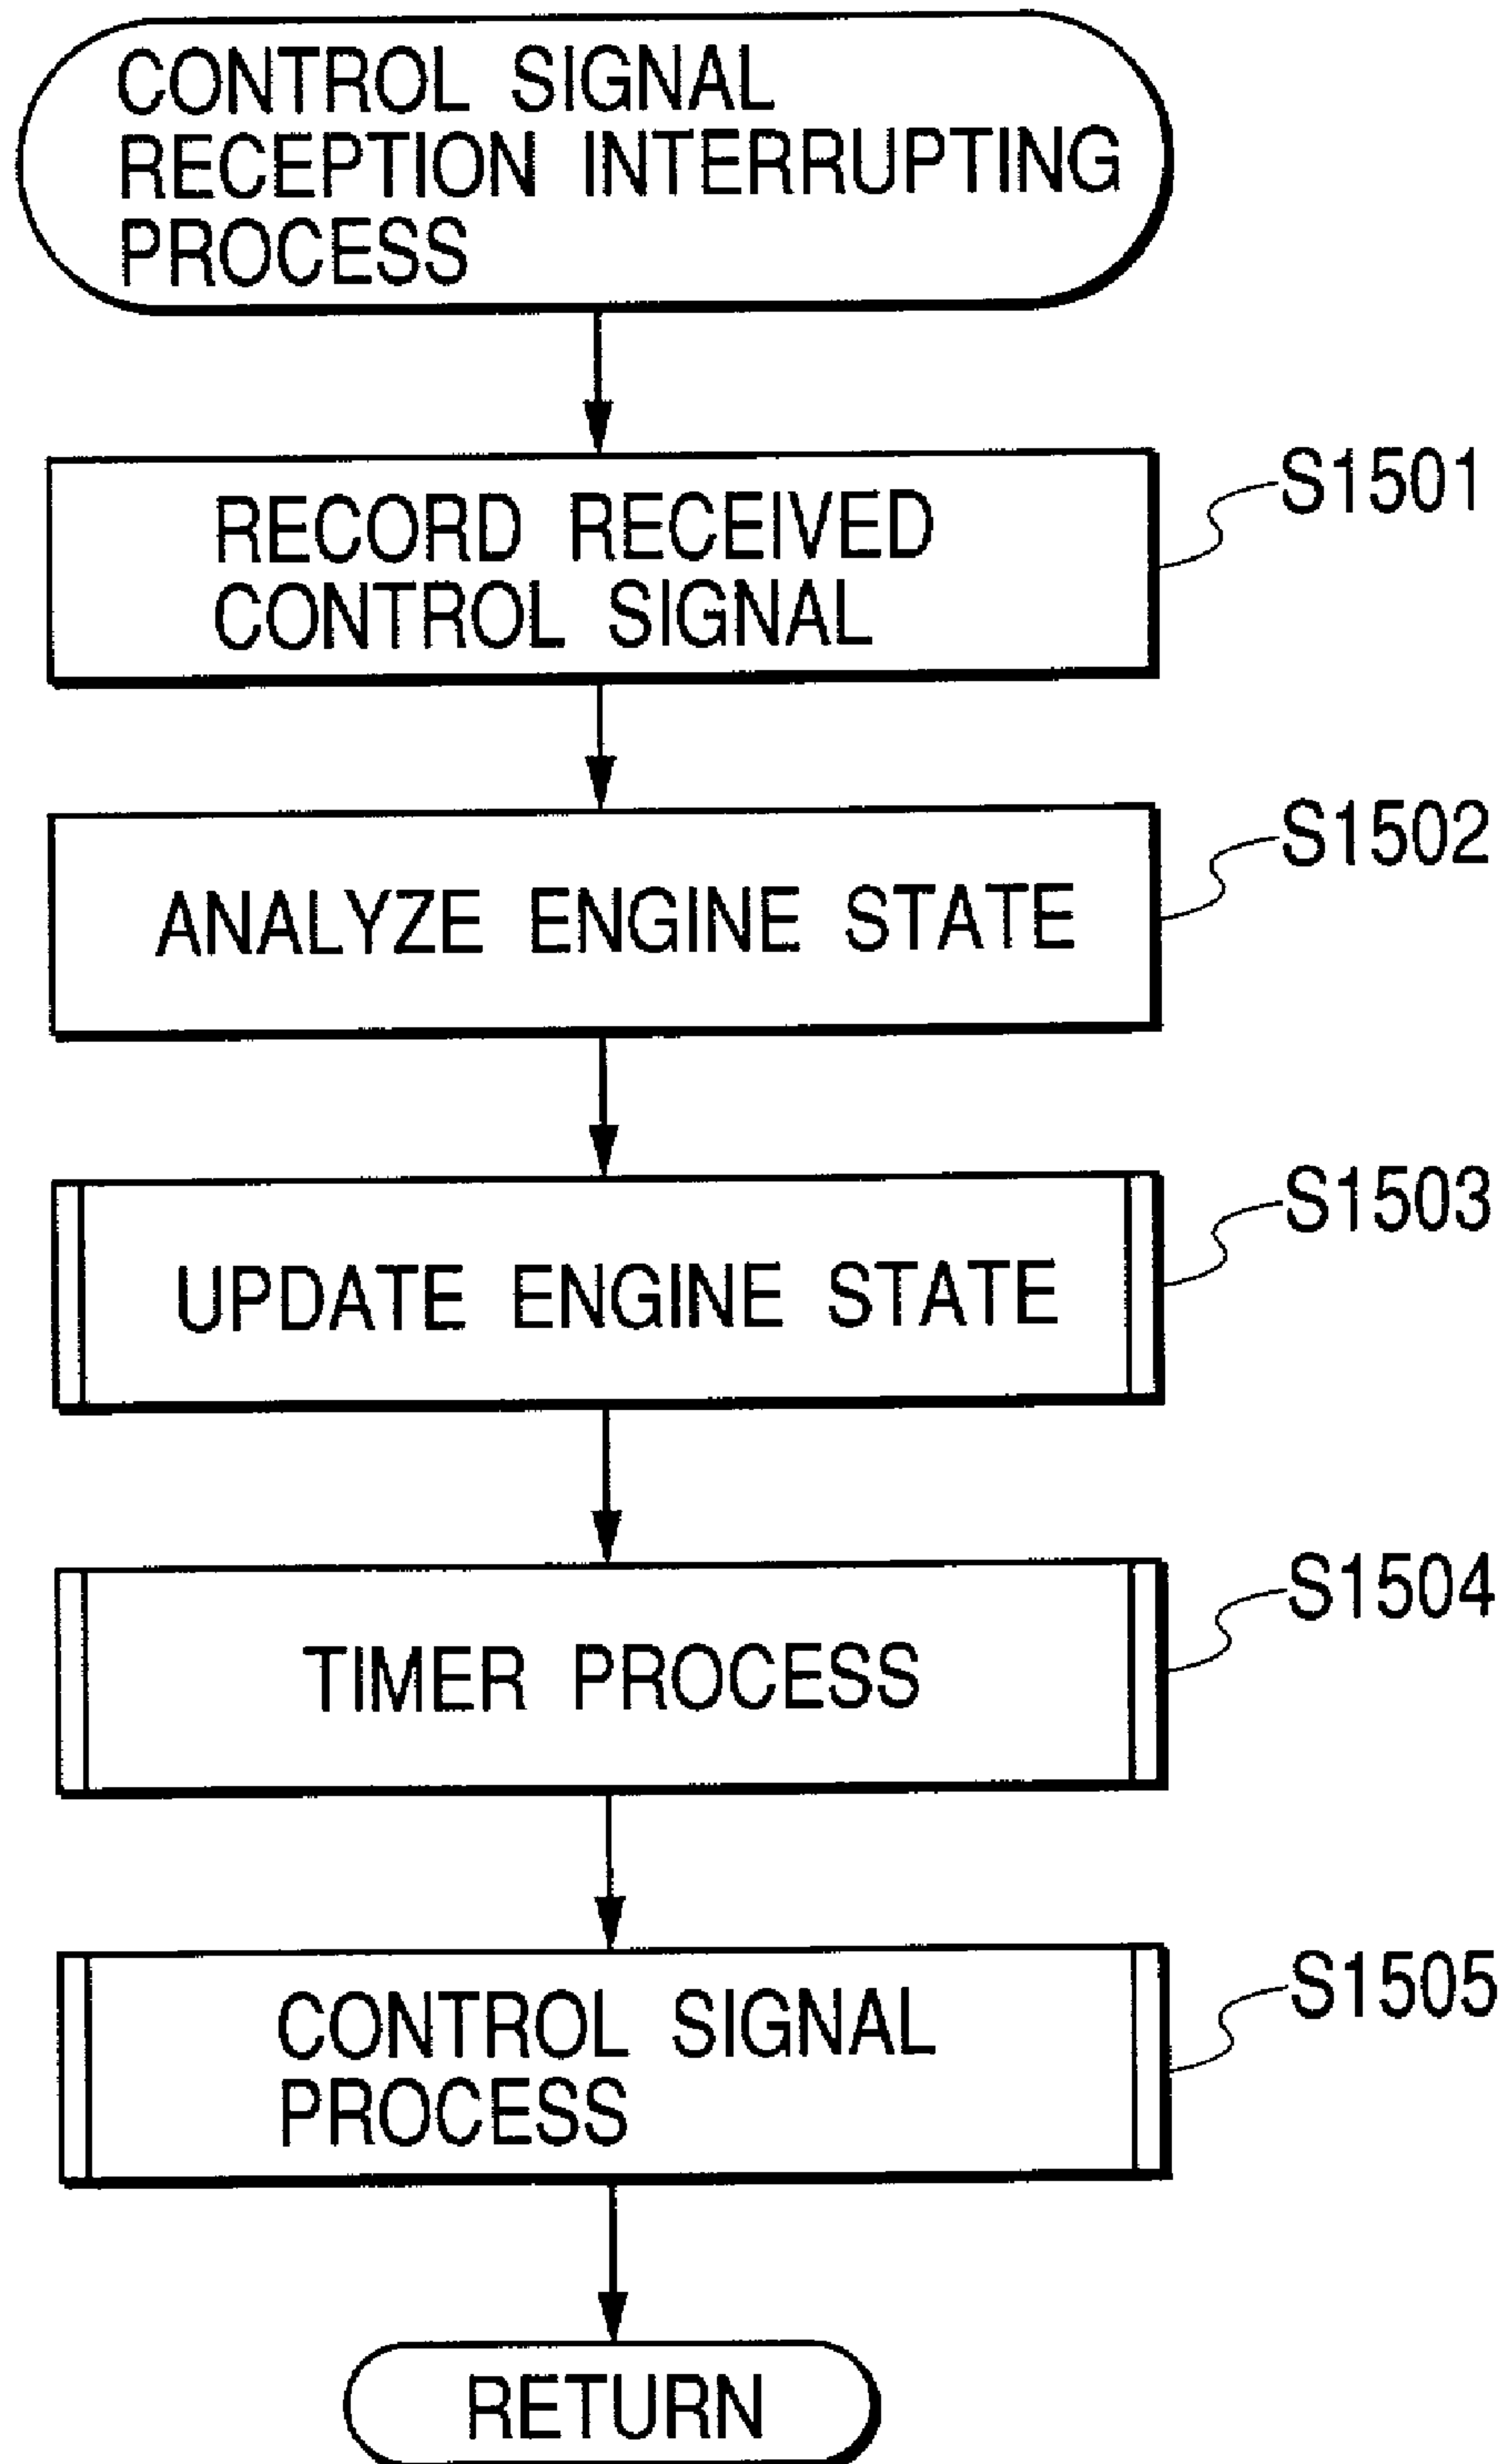 CONTROL SIGNAL
RECEPTION INTERRUPTING
PROCESS
S1501
RECORD RECEIVED
CONTROL SIGNAL
S1502
ANALYZE ENGINE STATE
S1503
UPDATE ENGINE STATE
S1504
TIMER PROCESS
S1505
CONTROL SIGNAL
PROCESS
RETURN